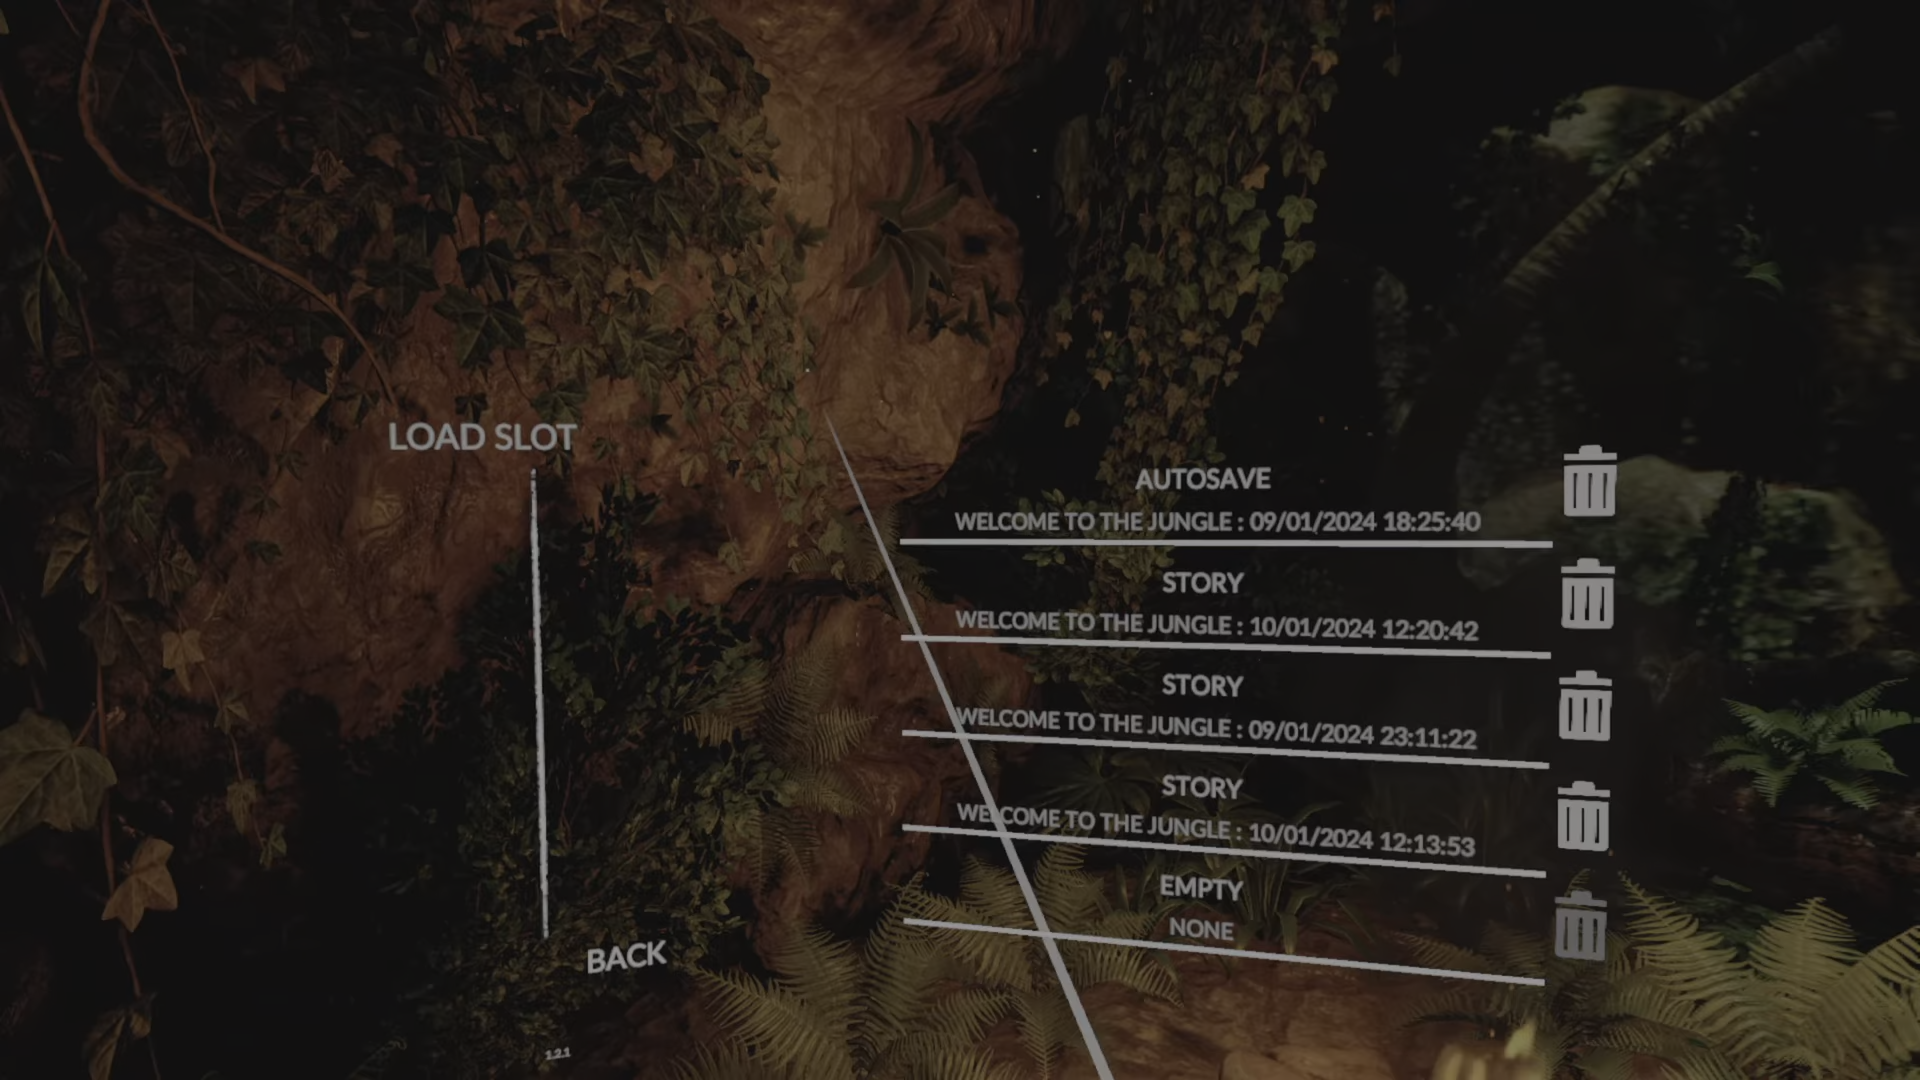 LOAD SLOT
AUTOSAVE
WELCOME TO THE JUNGLE : 09/01/2024 18:25:40
STORY
WELCOME TO THE JUNGLE : 10/01/2024 12:20:42
STORY
WELCOME TO THE JUNGLE : 09/01/2024 23:11:22
STORY
WELCOME TO THE JUNGLE : 10/01/2024 12:13:53
EMPTY
NONE
BACK
1.2.1